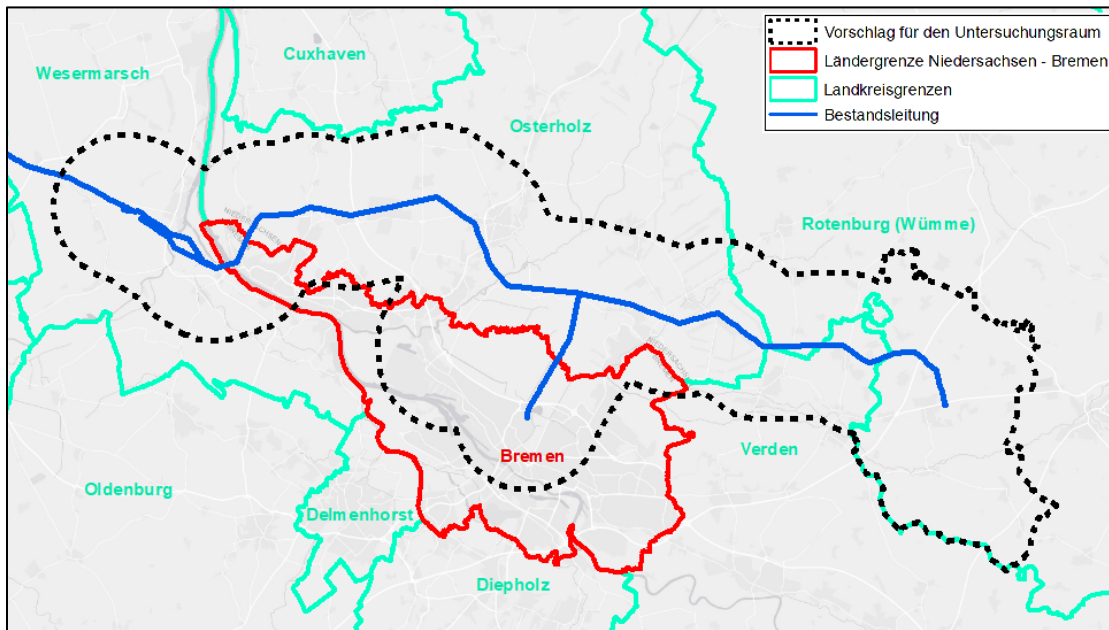 Vorschlag für den Untersuchungsraum
Ländergrenze Niedersachsen - Bremen
Landkreisgrenzen
Bestandsleitung
Cuxhaven
Wesermarsch
Osterholz
Rotenburg (Wümme)
Verden
Bremen
Oldenburg
Delmenhorst
Diepholz